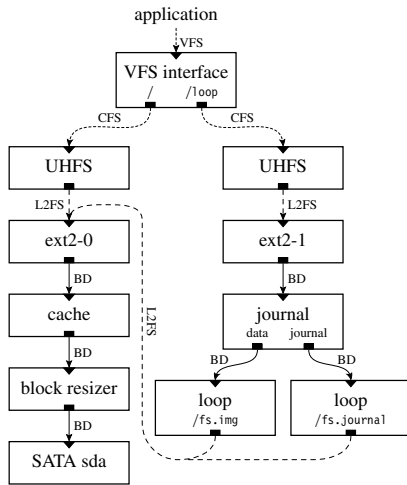 application
VFS
VFS interface
/ /loop
CFS CFS
UHFS UHFS
L2FS L2FS
ext2-0 ext2-1
BD BD
cache journal
data journal
L2FS
BD BD BD
block resizer loop loop
/fs.img /fs.journal
BD
SATA sda